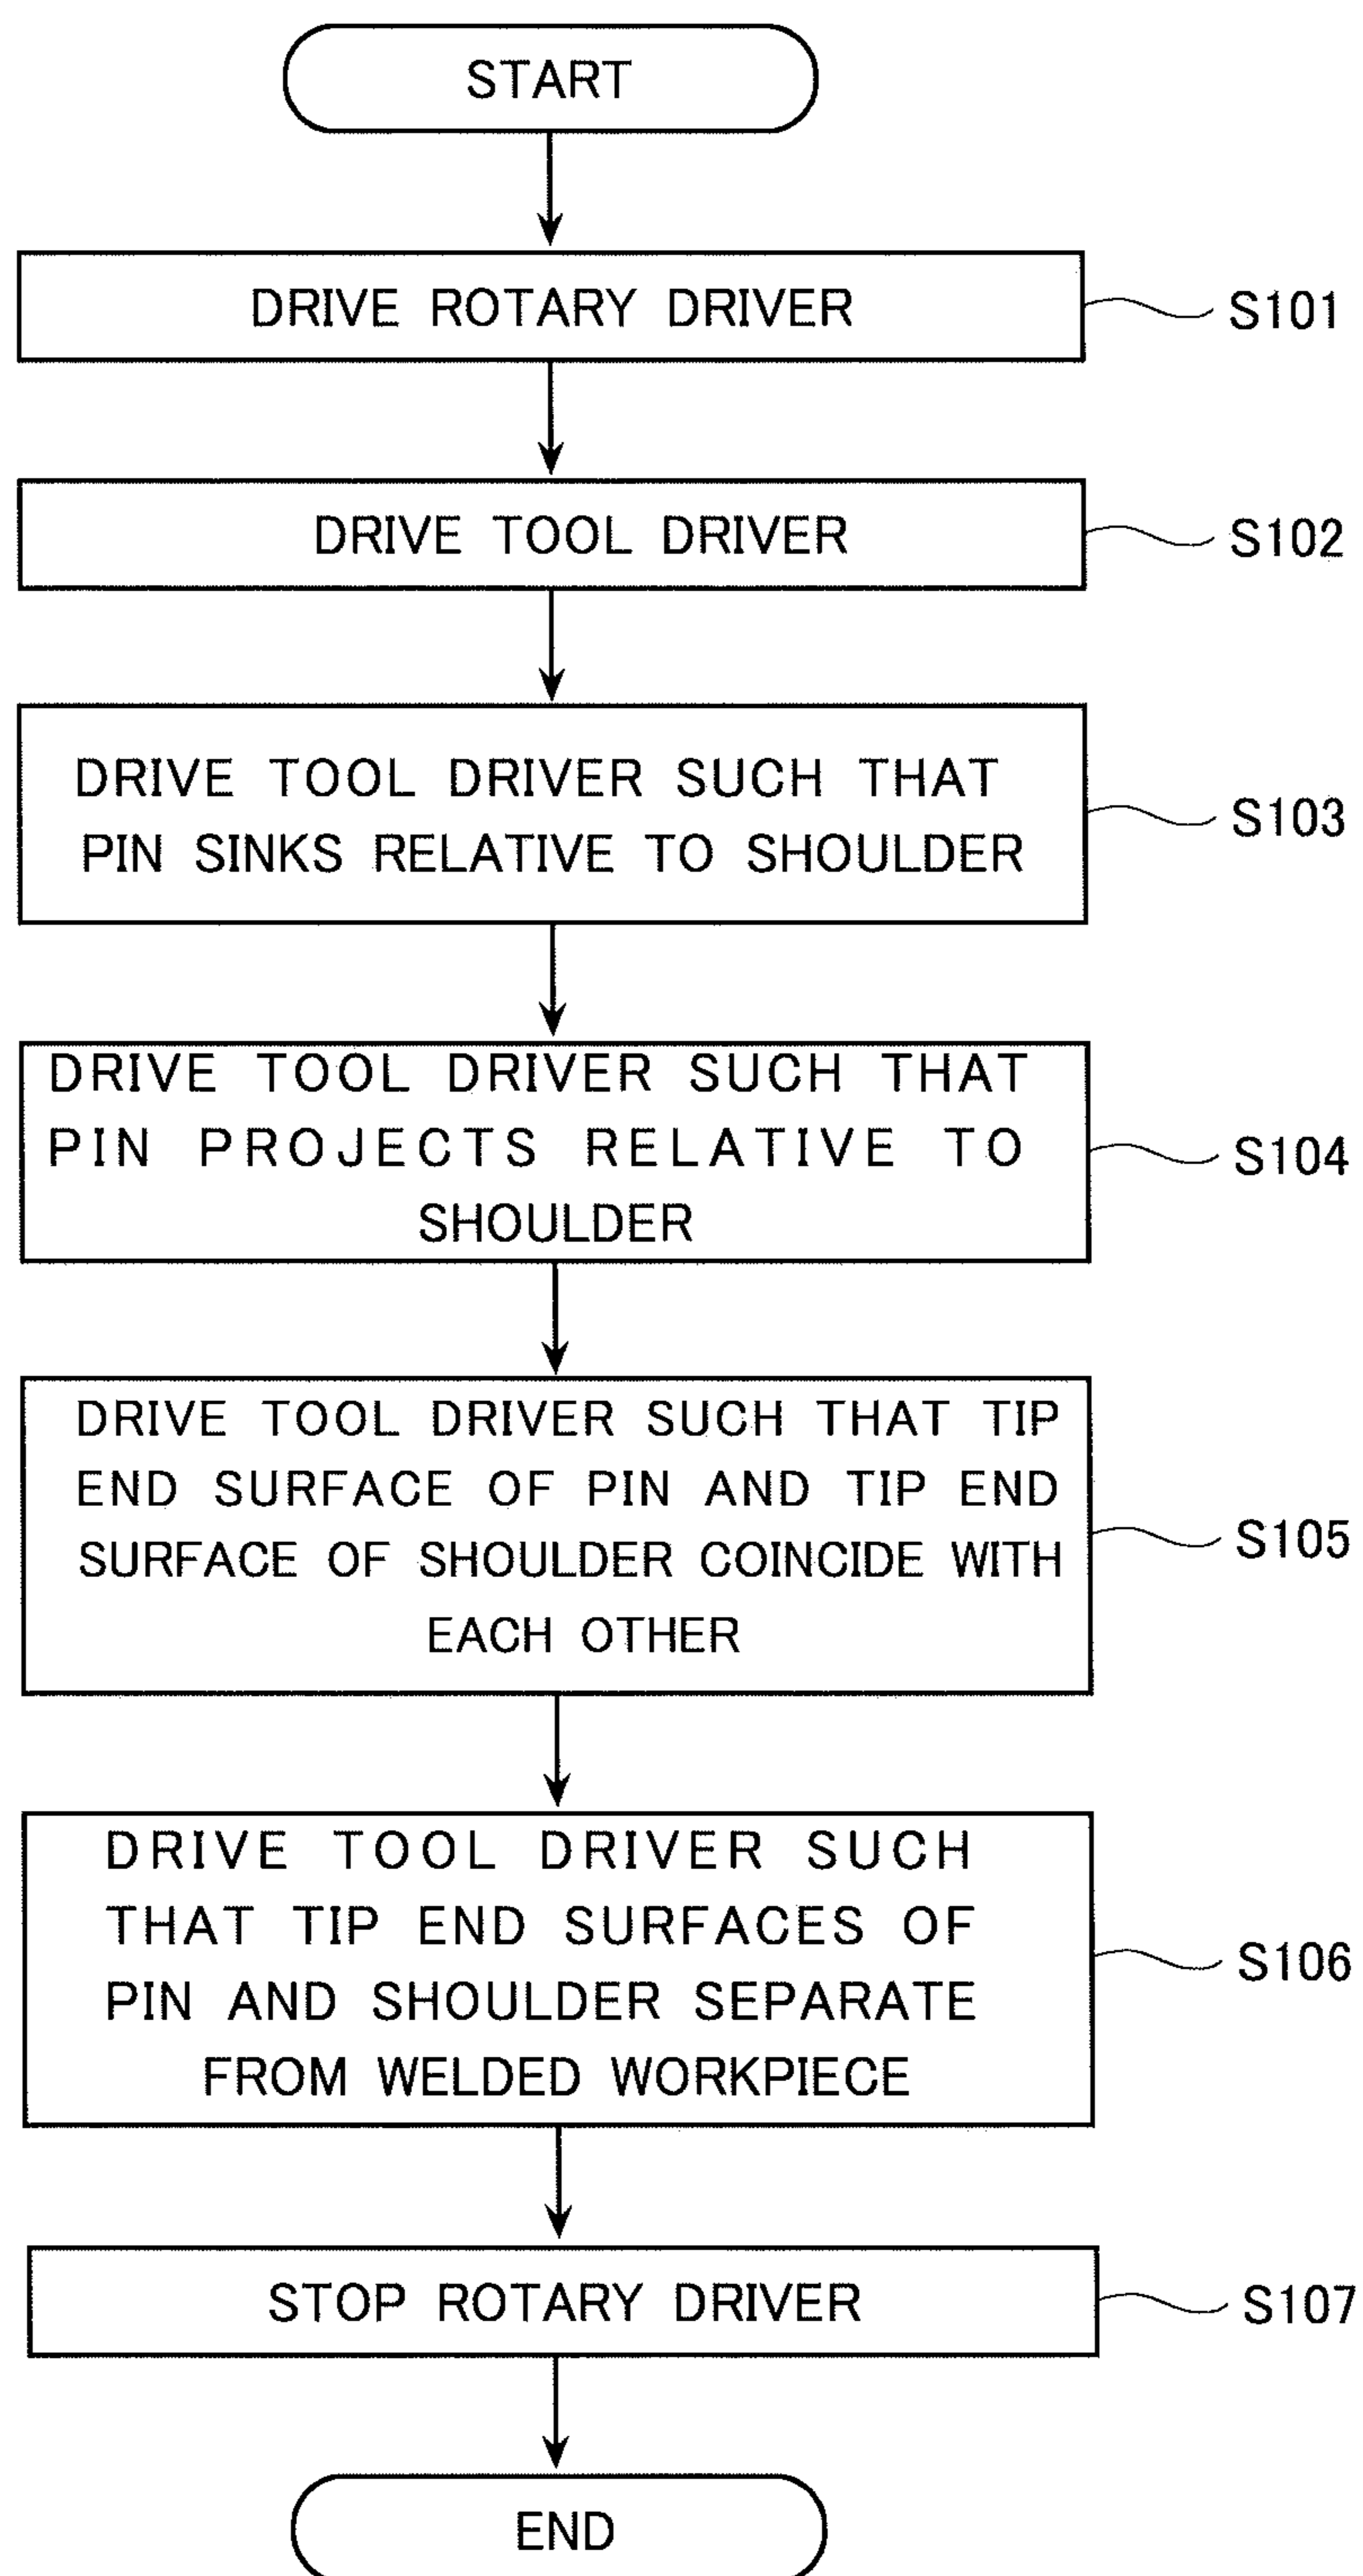 START
DRIVE ROTARY DRIVER
S101
DRIVE TOOL DRIVER
S102
DRIVE TOOL DRIVER SUCH THAT
PIN SINKS RELATIVE TO SHOULDER
S103
DRIVE TOOL DRIVER SUCH THAT
PIN PROJECTS RELATIVE TO
SHOULDER
S104
DRIVE TOOL DRIVER SUCH THAT TIP
END SURFACE OF PIN AND TIP END
SURFACE OF SHOULDER COINCIDE WITH
EACH OTHER
S105
DRIVE TOOL DRIVER SUCH
THAT TIP END SURFACES OF
PIN AND SHOULDER SEPARATE
FROM WELDED WORKPIECE
S106
STOP ROTARY DRIVER
S107
END